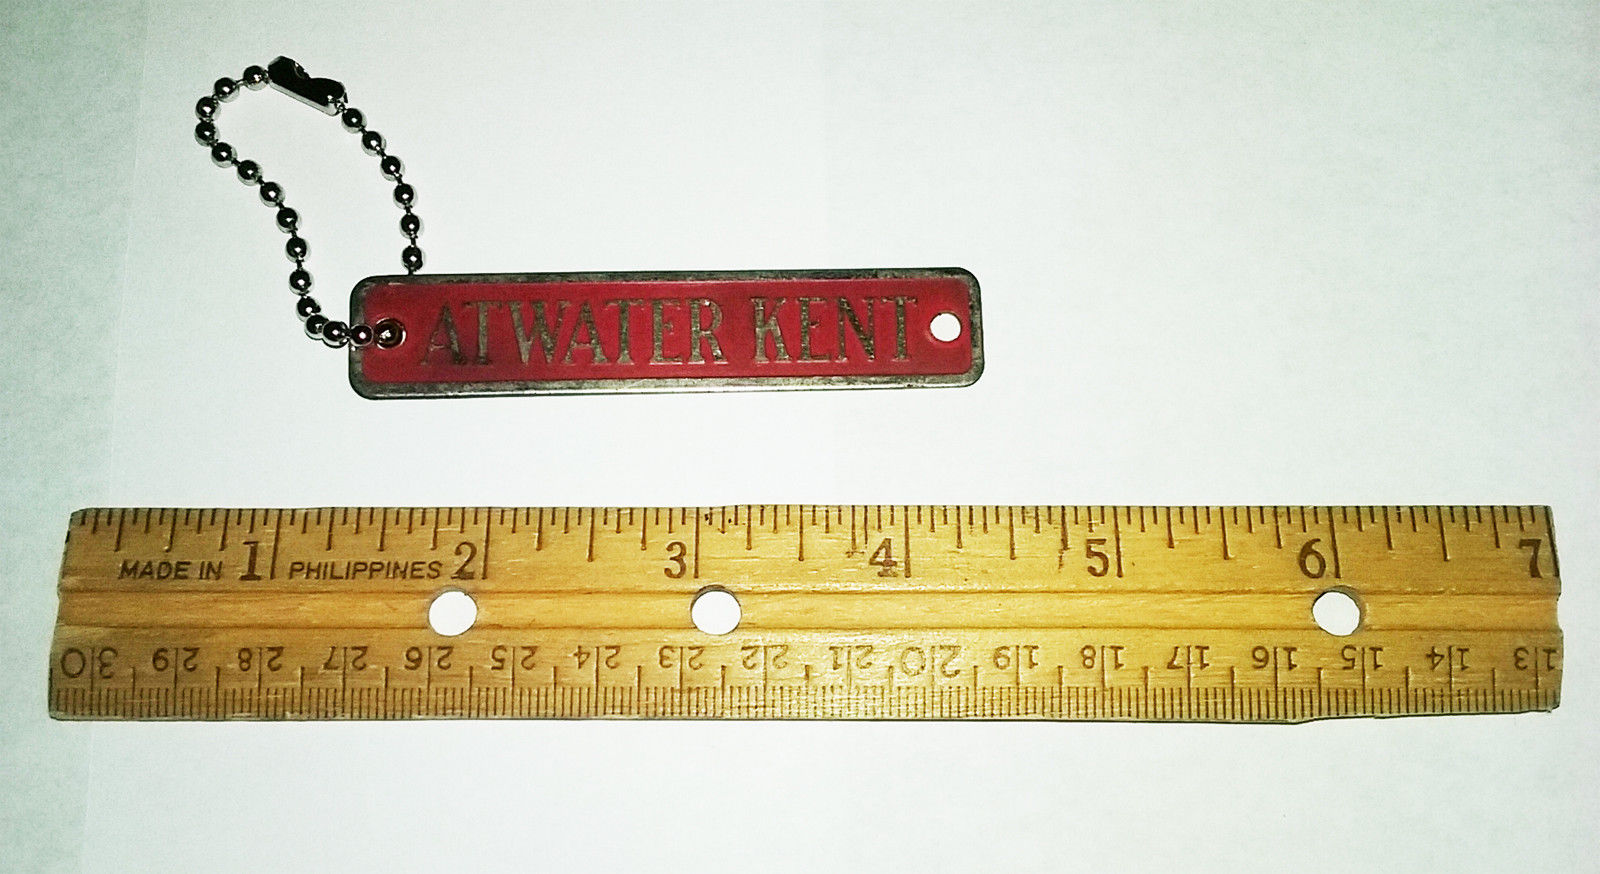 ATWATER KENT
1 2 3 4 5 6 7
MADE IN PHILIPPINES
30 29 28 27 26 25 24 23 22 21 20 19 18 17 16 15 14 13